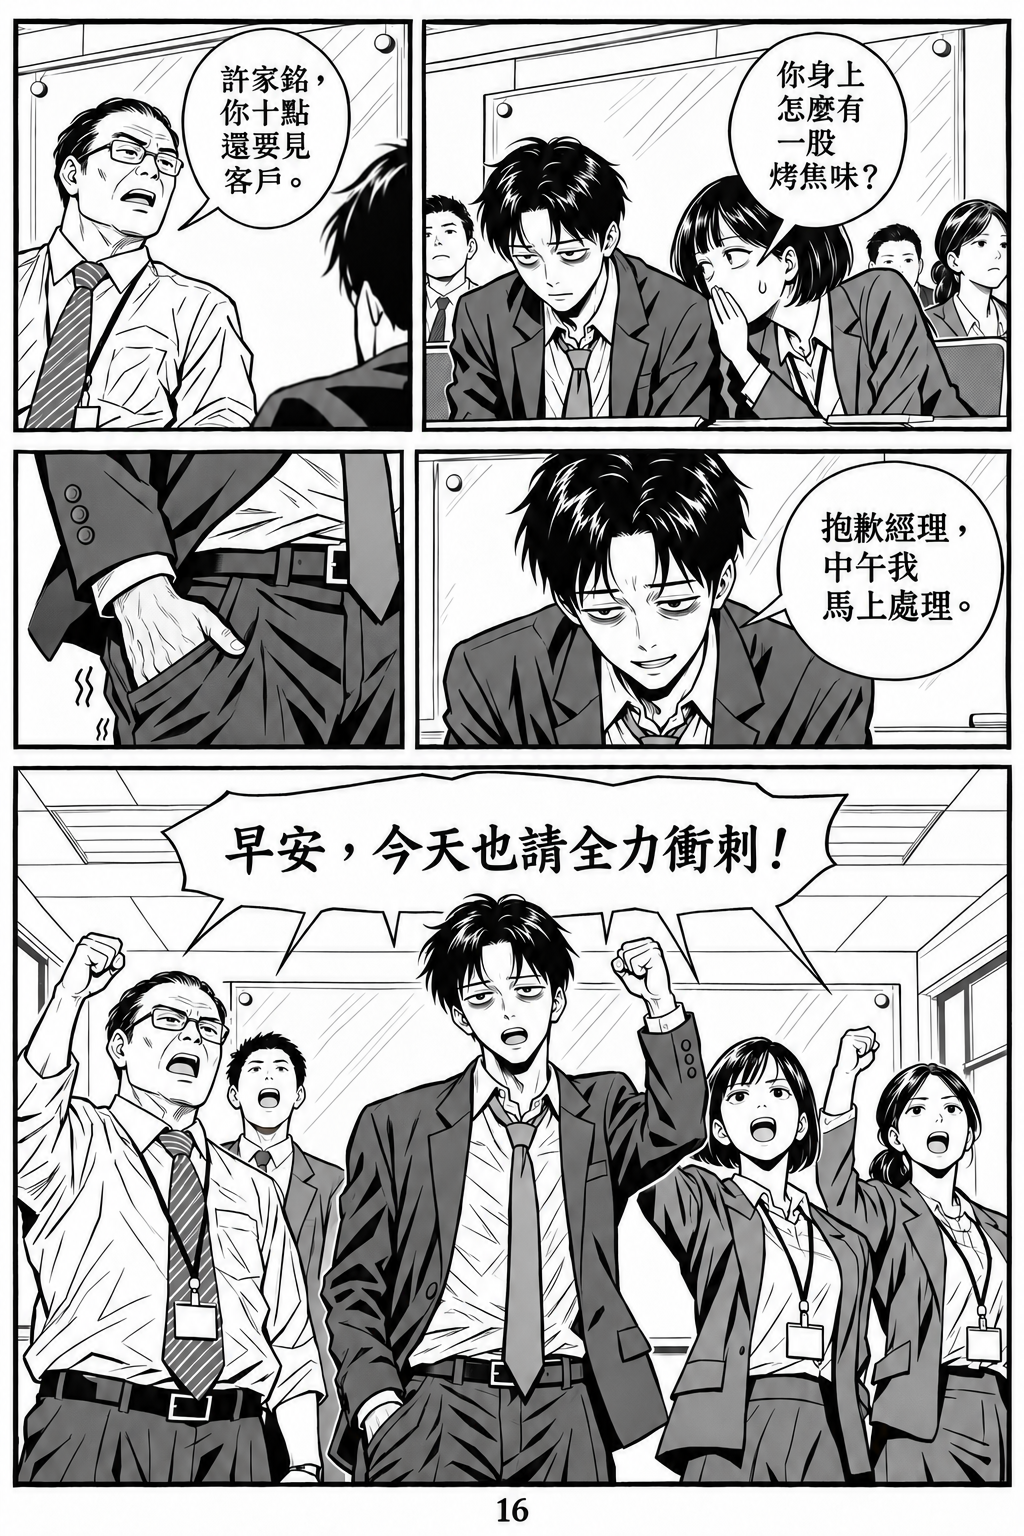 許家銘，
你十點
還要見
客戶。
你身上
怎麼有
一股
烤焦味？
抱歉經理，
中午我
馬上處理。
早安，今天也請全力衝刺！
16